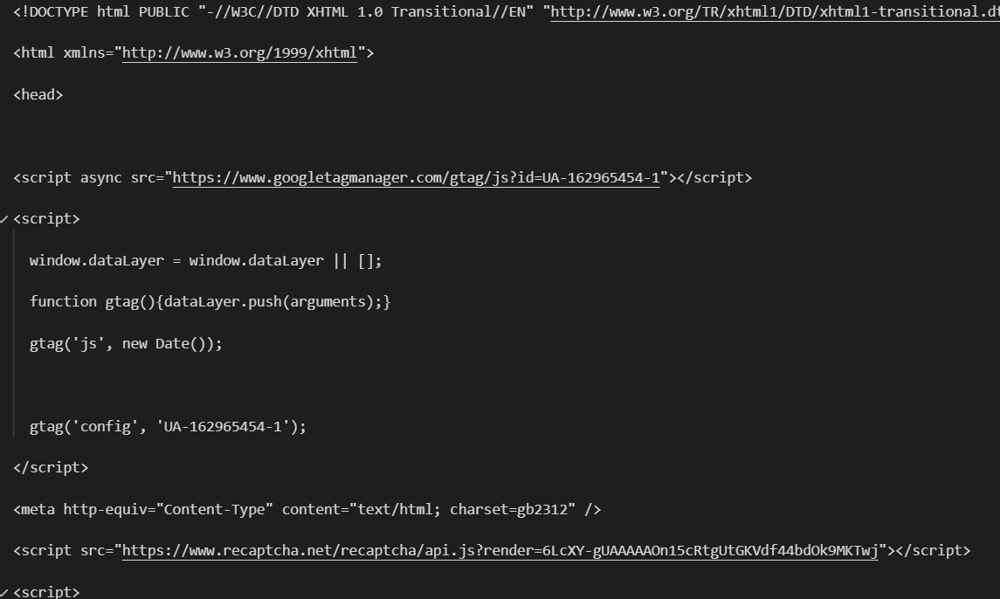 <!DOCTYPE html PUBLIC "-//W3C//DTD XHTML 1.0 Transitional//EN" "http://www.w3.org/TR/xhtml1/DTD/xhtml1-transitional.dt
<html xmlns="http://www.w3.org/1999/xhtml">
<head>
<script async src="https://www.googletagmanager.com/gtag/js?id=UA-162965454-1"></script>
<script>
window.dataLayer = window.dataLayer || [];
function gtag(){dataLayer.push(arguments);}
gtag('js', new Date());
gtag('config', 'UA-162965454-1');
</script>
<meta http-equiv="Content-Type" content="text/html; charset=gb2312" />
<script src="https://www.recaptcha.net/recaptcha/api.js?render=6LcXY-gUAAAAAOn15cRtgUtGKVdf44bdOk9MKTwj"></script>
<script>